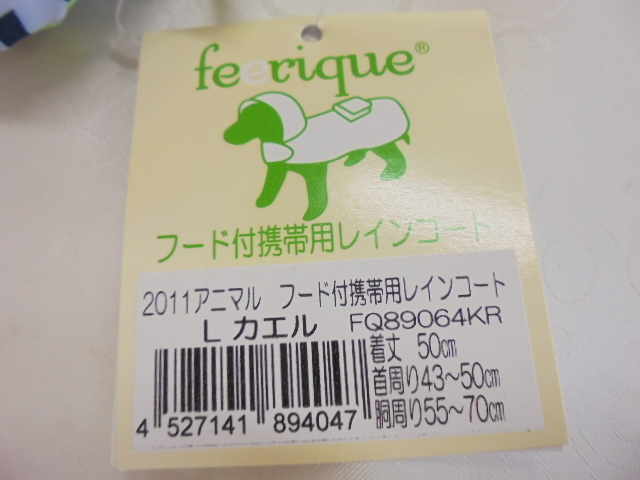 feerique®
フード付携帯用レインコート
2011アニマル　フード付携帯用レインコート
L カエル　FQ89064KR
着丈　50cm
首周り43～50cm
胴周り55～70cm
4 527141 894047